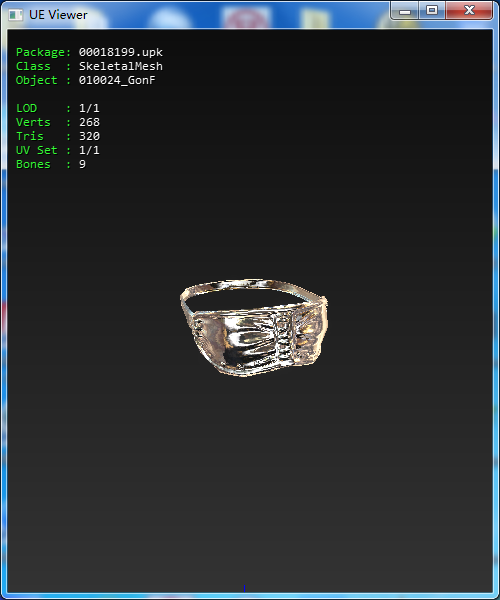 UE Viewer
Package: 00018199.upk
Class  : SkeletalMesh
Object : 010024_GonF
LOD    : 1/1
Verts  : 268
Tris   : 320
UV Set : 1/1
Bones  : 9